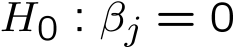 H₀ : βⱼ = 0